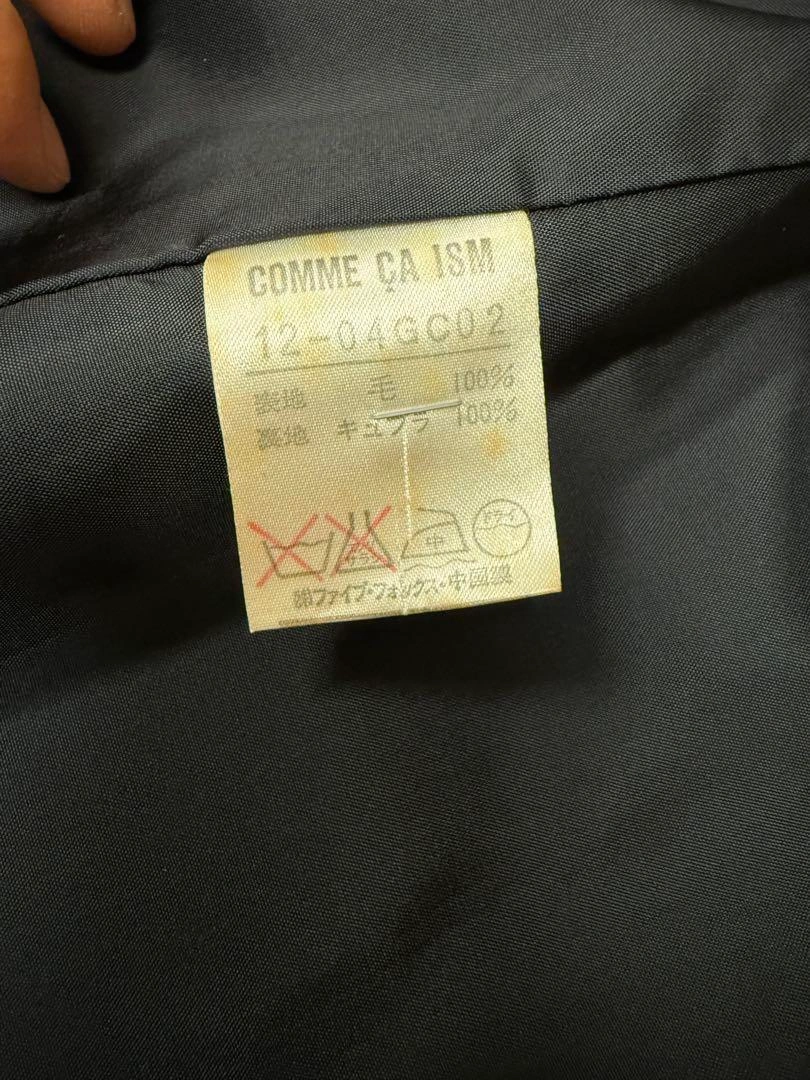 COMME ÇA ISM
12-04GC02
表地 毛 100%
裏地 キュプラ 100%
中
ドライ
㈱ファイブ・フォックス・中国製